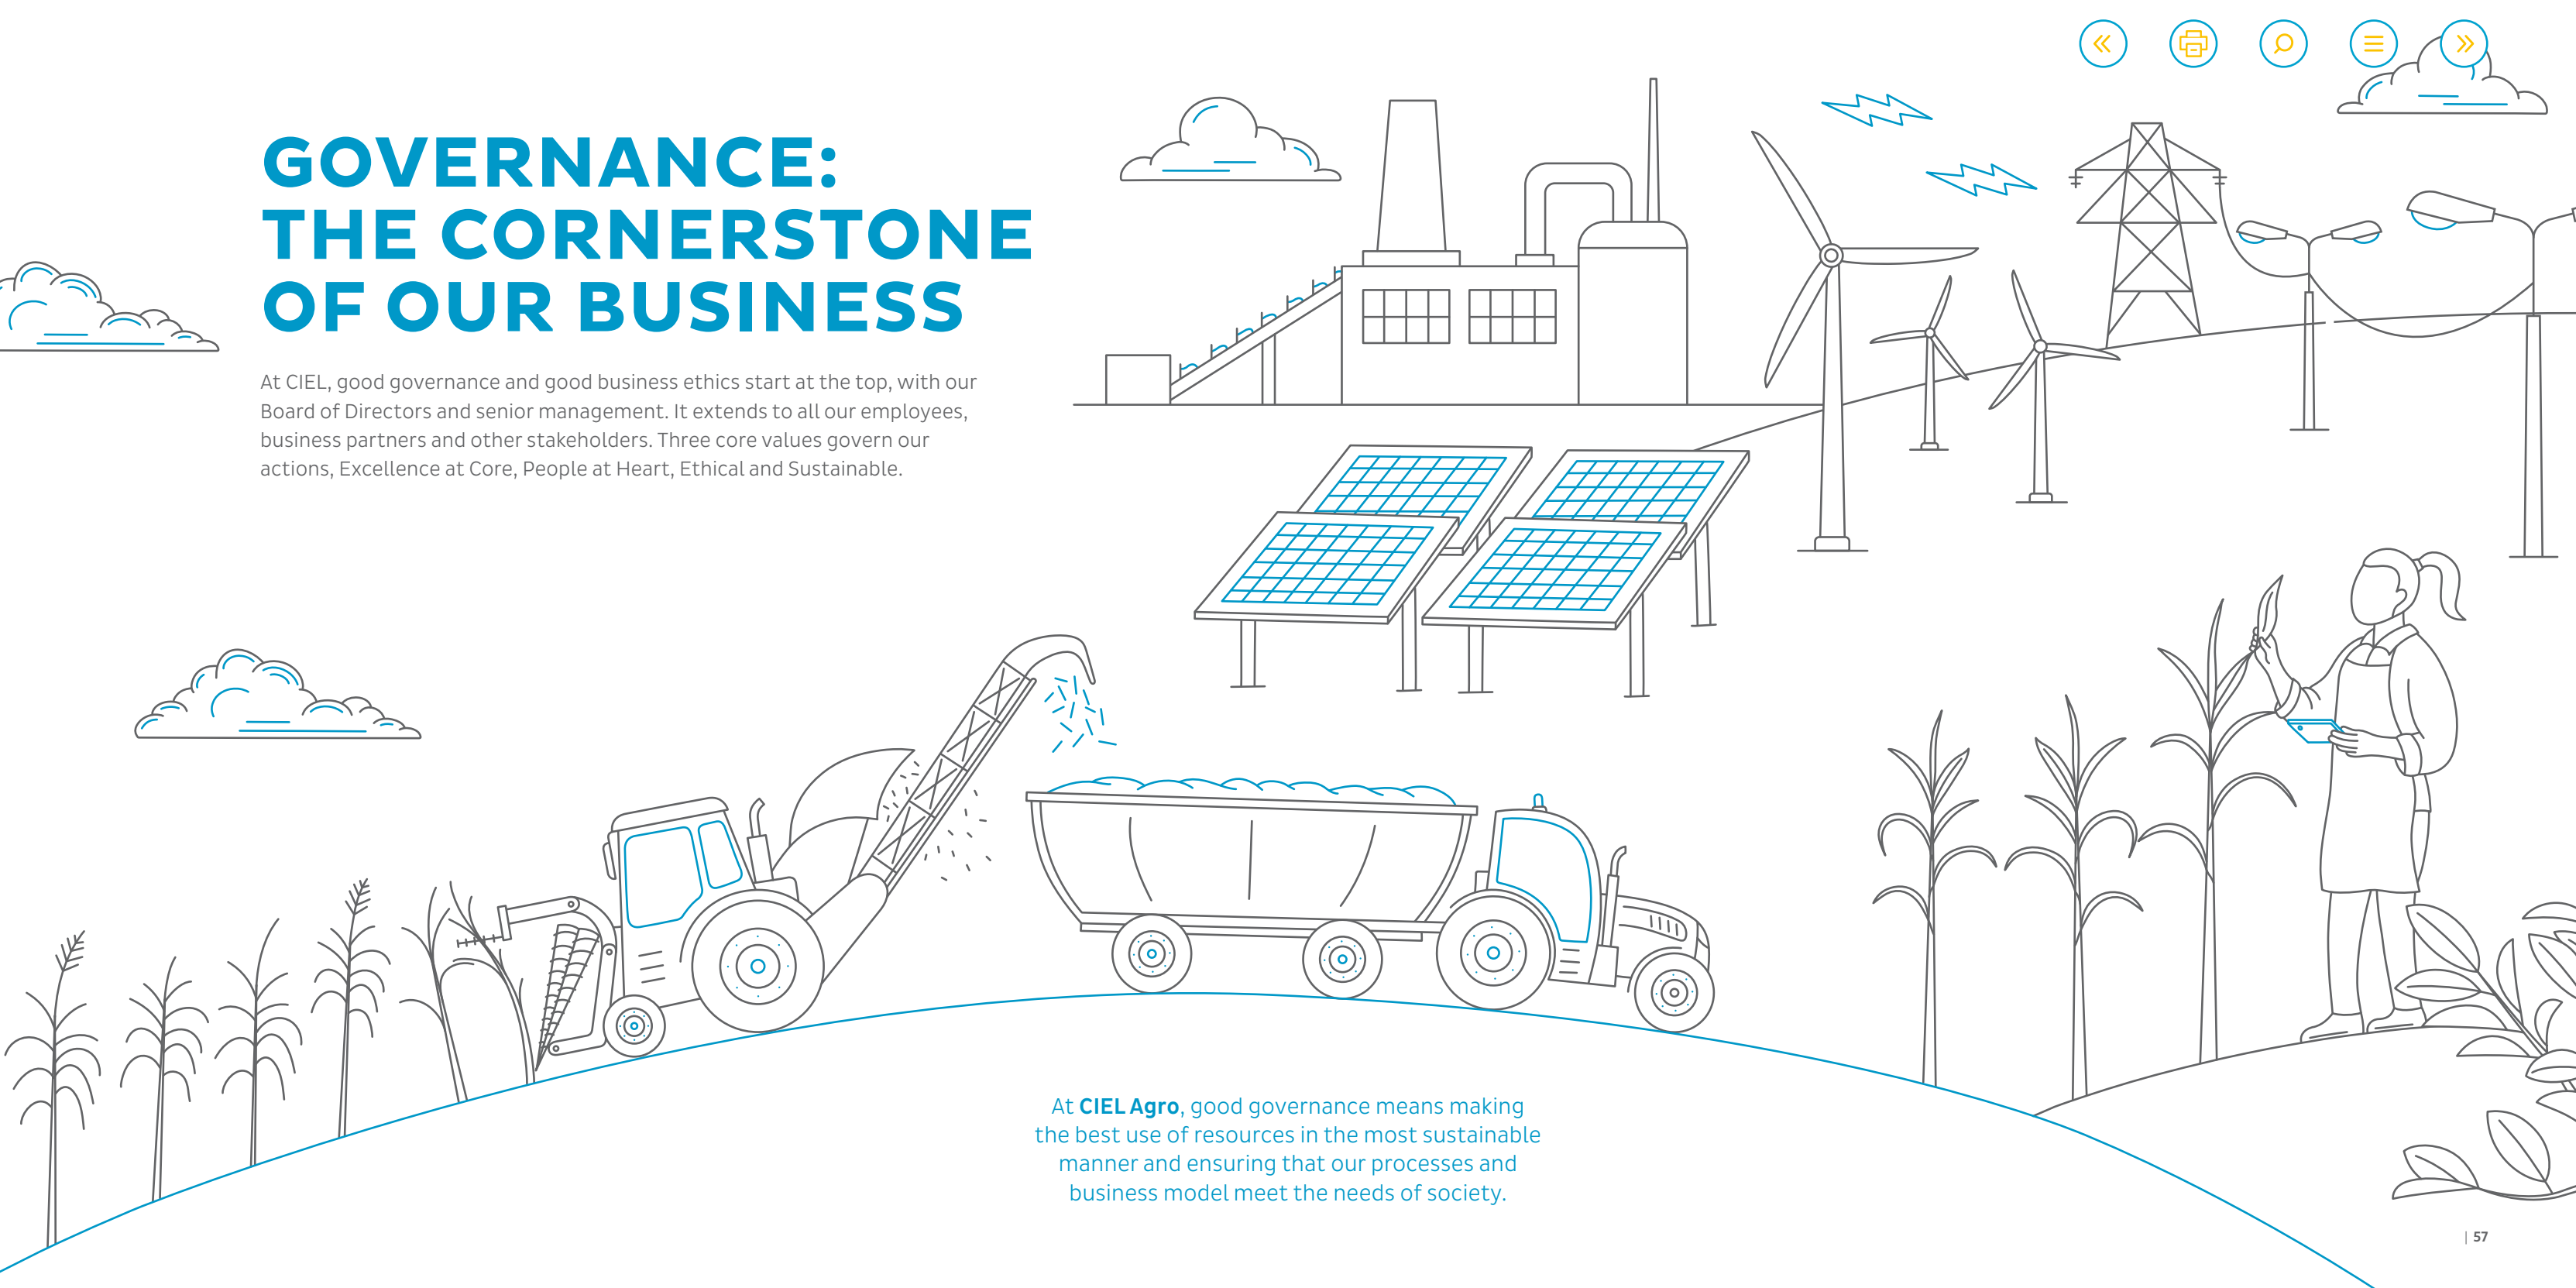 GOVERNANCE:
THE CORNERSTONE
OF OUR BUSINESS
At CIEL, good governance and good business ethics start at the top, with our
Board of Directors and senior management. It extends to all our employees,
business partners and other stakeholders. Three core values govern our
actions, Excellence at Core, People at Heart, Ethical and Sustainable.
At CIEL Agro, good governance means making
the best use of resources in the most sustainable
manner and ensuring that our processes and
business model meet the needs of society.
| 57